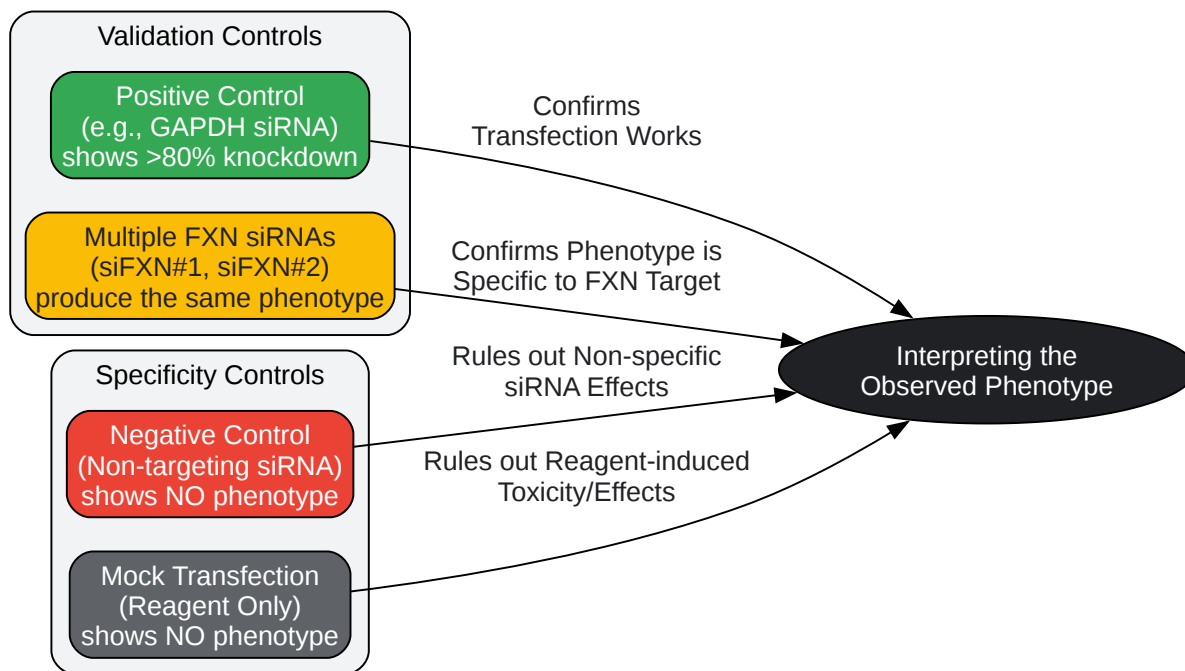 Validation Controls
Positive Control
(e.g., GAPDH siRNA)
shows >80% knockdown
Confirms
Transfection Works
Multiple FXN siRNAs
(siFXN#1, siFXN#2)
produce the same phenotype
Confirms Phenotype is
Specific to FXN Target
Specificity Controls
Negative Control
(Non-targeting siRNA)
shows NO phenotype
Rules out Non-specific
siRNA Effects
Mock Transfection
(Reagent Only)
shows NO phenotype
Rules out Reagent-induced
Toxicity/Effects
Interpreting the
Observed Phenotype